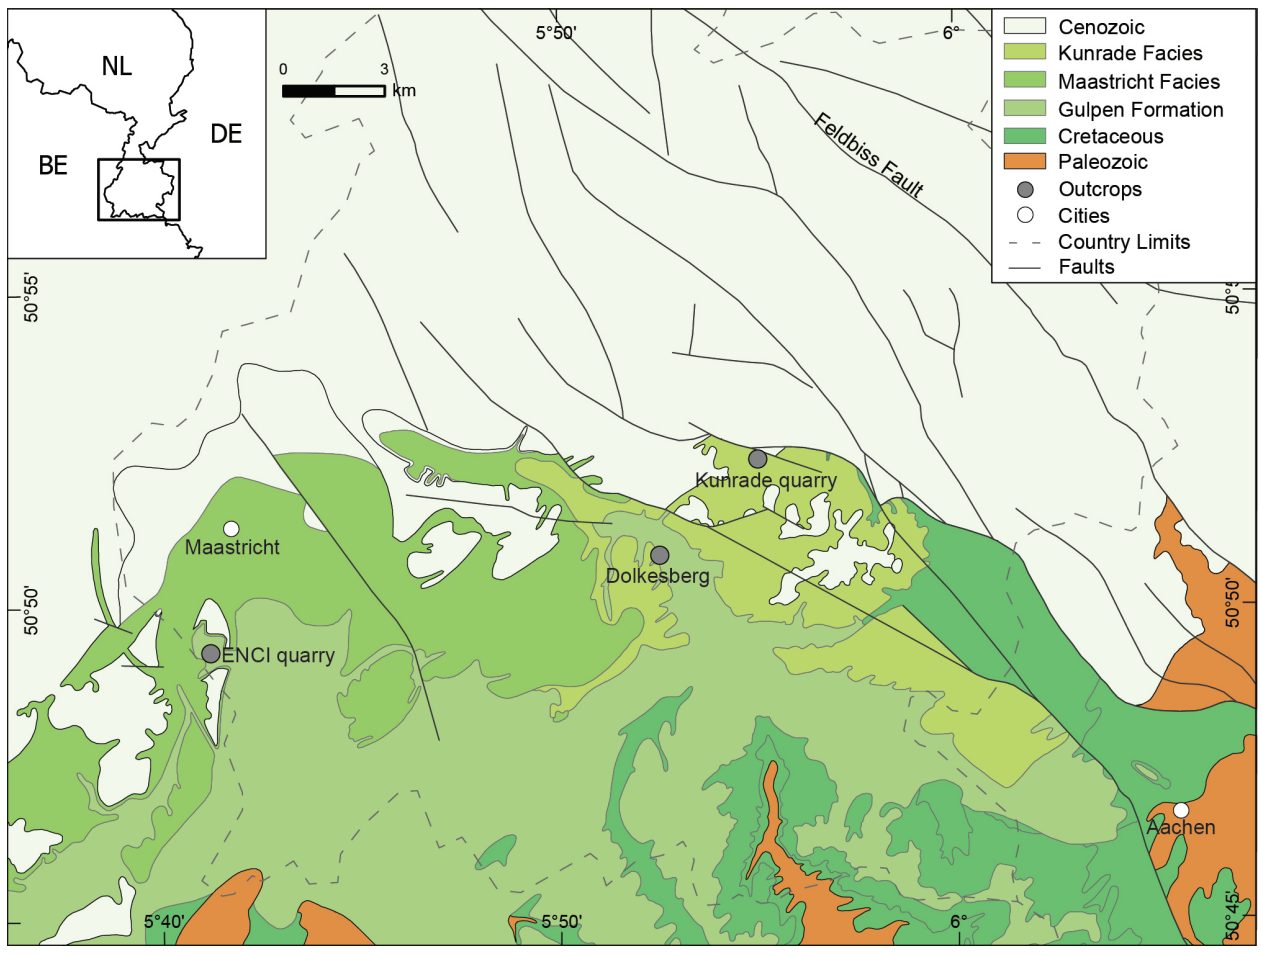 NL
DE
BE
0 3
km
5°50'
6°
Cenozoic
Kunrade Facies
Maastricht Facies
Gulpen Formation
Cretaceous
Paleozoic
Outcrops
Cities
Country Limits
Faults
Feldbiss Fault
50°55'
Kunrade quarry
Maastricht
Dolkesberg
50°50'
50°50'
ENCI quarry
Aachen
5°40'
5°50'
6°
50°45'